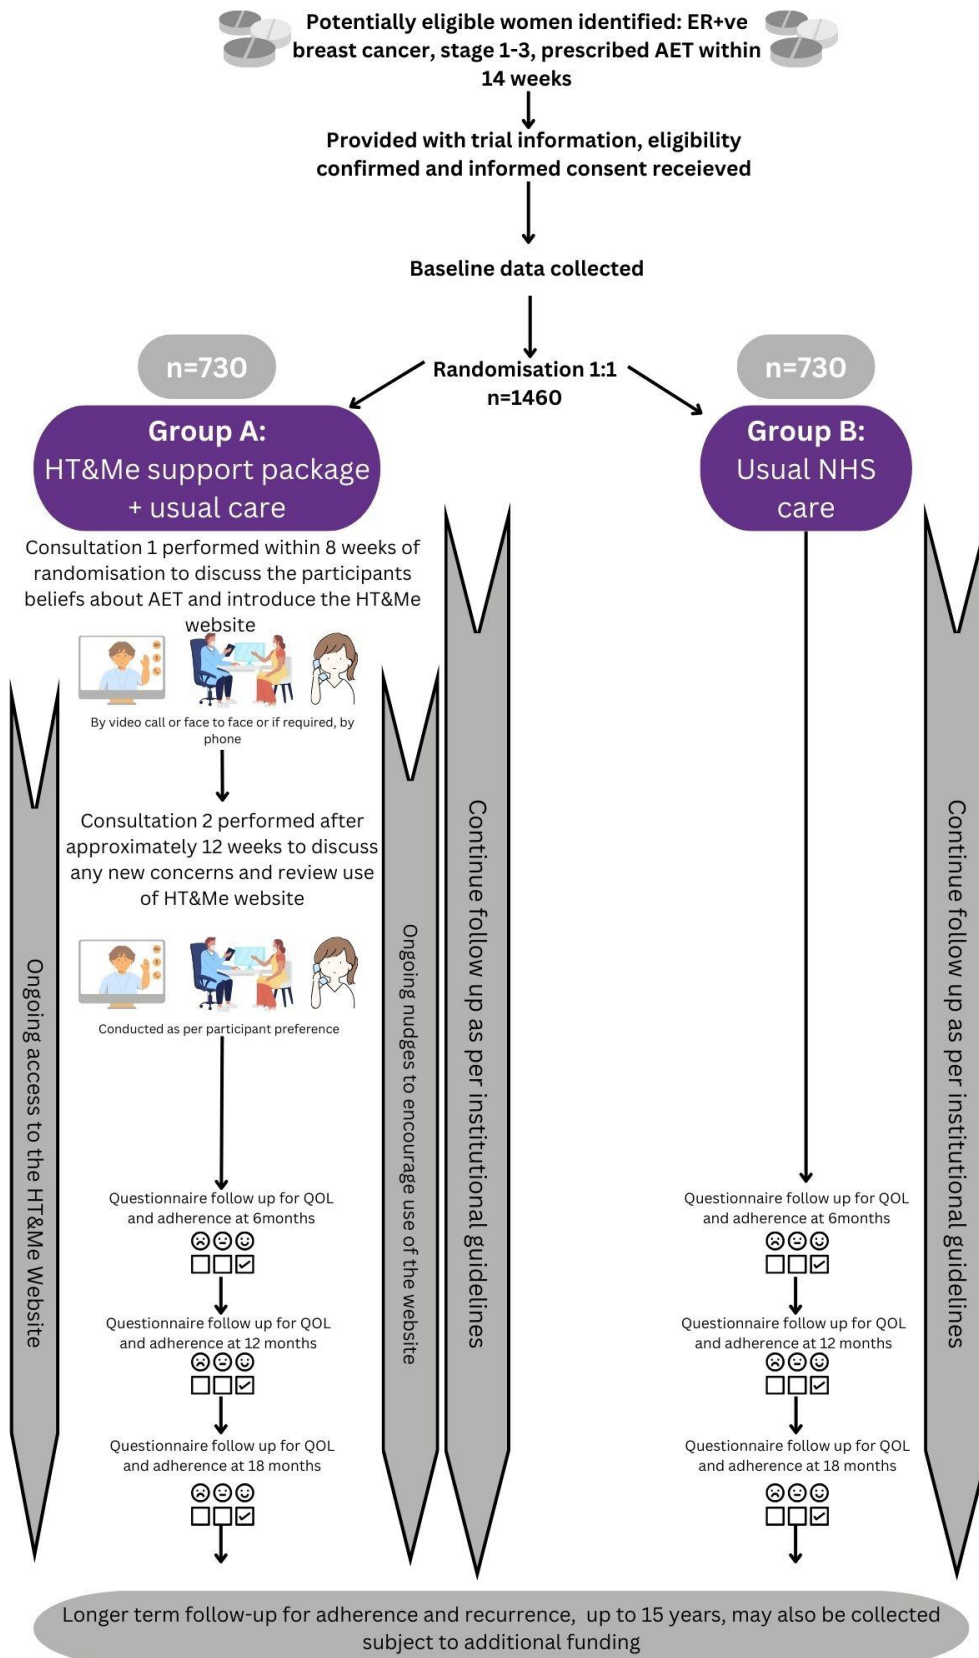 Potentially eligible women identified: ER+ve
breast cancer, stage 1-3, prescribed AET within
14 weeks
Provided with trial information, eligibility
confirmed and informed consent receieved
Baseline data collected
Randomisation 1:1
n=1460
n=730
Group A:
HT&Me support package
+ usual care
n=730
Group B:
Usual NHS
care
Consultation 1 performed within 8 weeks of
randomisation to discuss the participants
beliefs about AET and introduce the HT&Me
website
By video call or face to face or if required, by
phone
Consultation 2 performed after
approximately 12 weeks to discuss
any new concerns and review use
of HT&Me website
Conducted as per participant preference
Questionnaire follow up for QOL
and adherence at 6months
Questionnaire follow up for QOL
and adherence at 12 months
Questionnaire follow up for QOL
and adherence at 18 months
Ongoing access to the HT&Me Website
Ongoing nudges to encourage use of the website
Continue follow up as per institutional guidelines
Questionnaire follow up for QOL
and adherence at 6months
Questionnaire follow up for QOL
and adherence at 12 months
Questionnaire follow up for QOL
and adherence at 18 months
Continue follow up as per institutional guidelines
Longer term follow-up for adherence and recurrence, up to 15 years, may also be collected
subject to additional funding